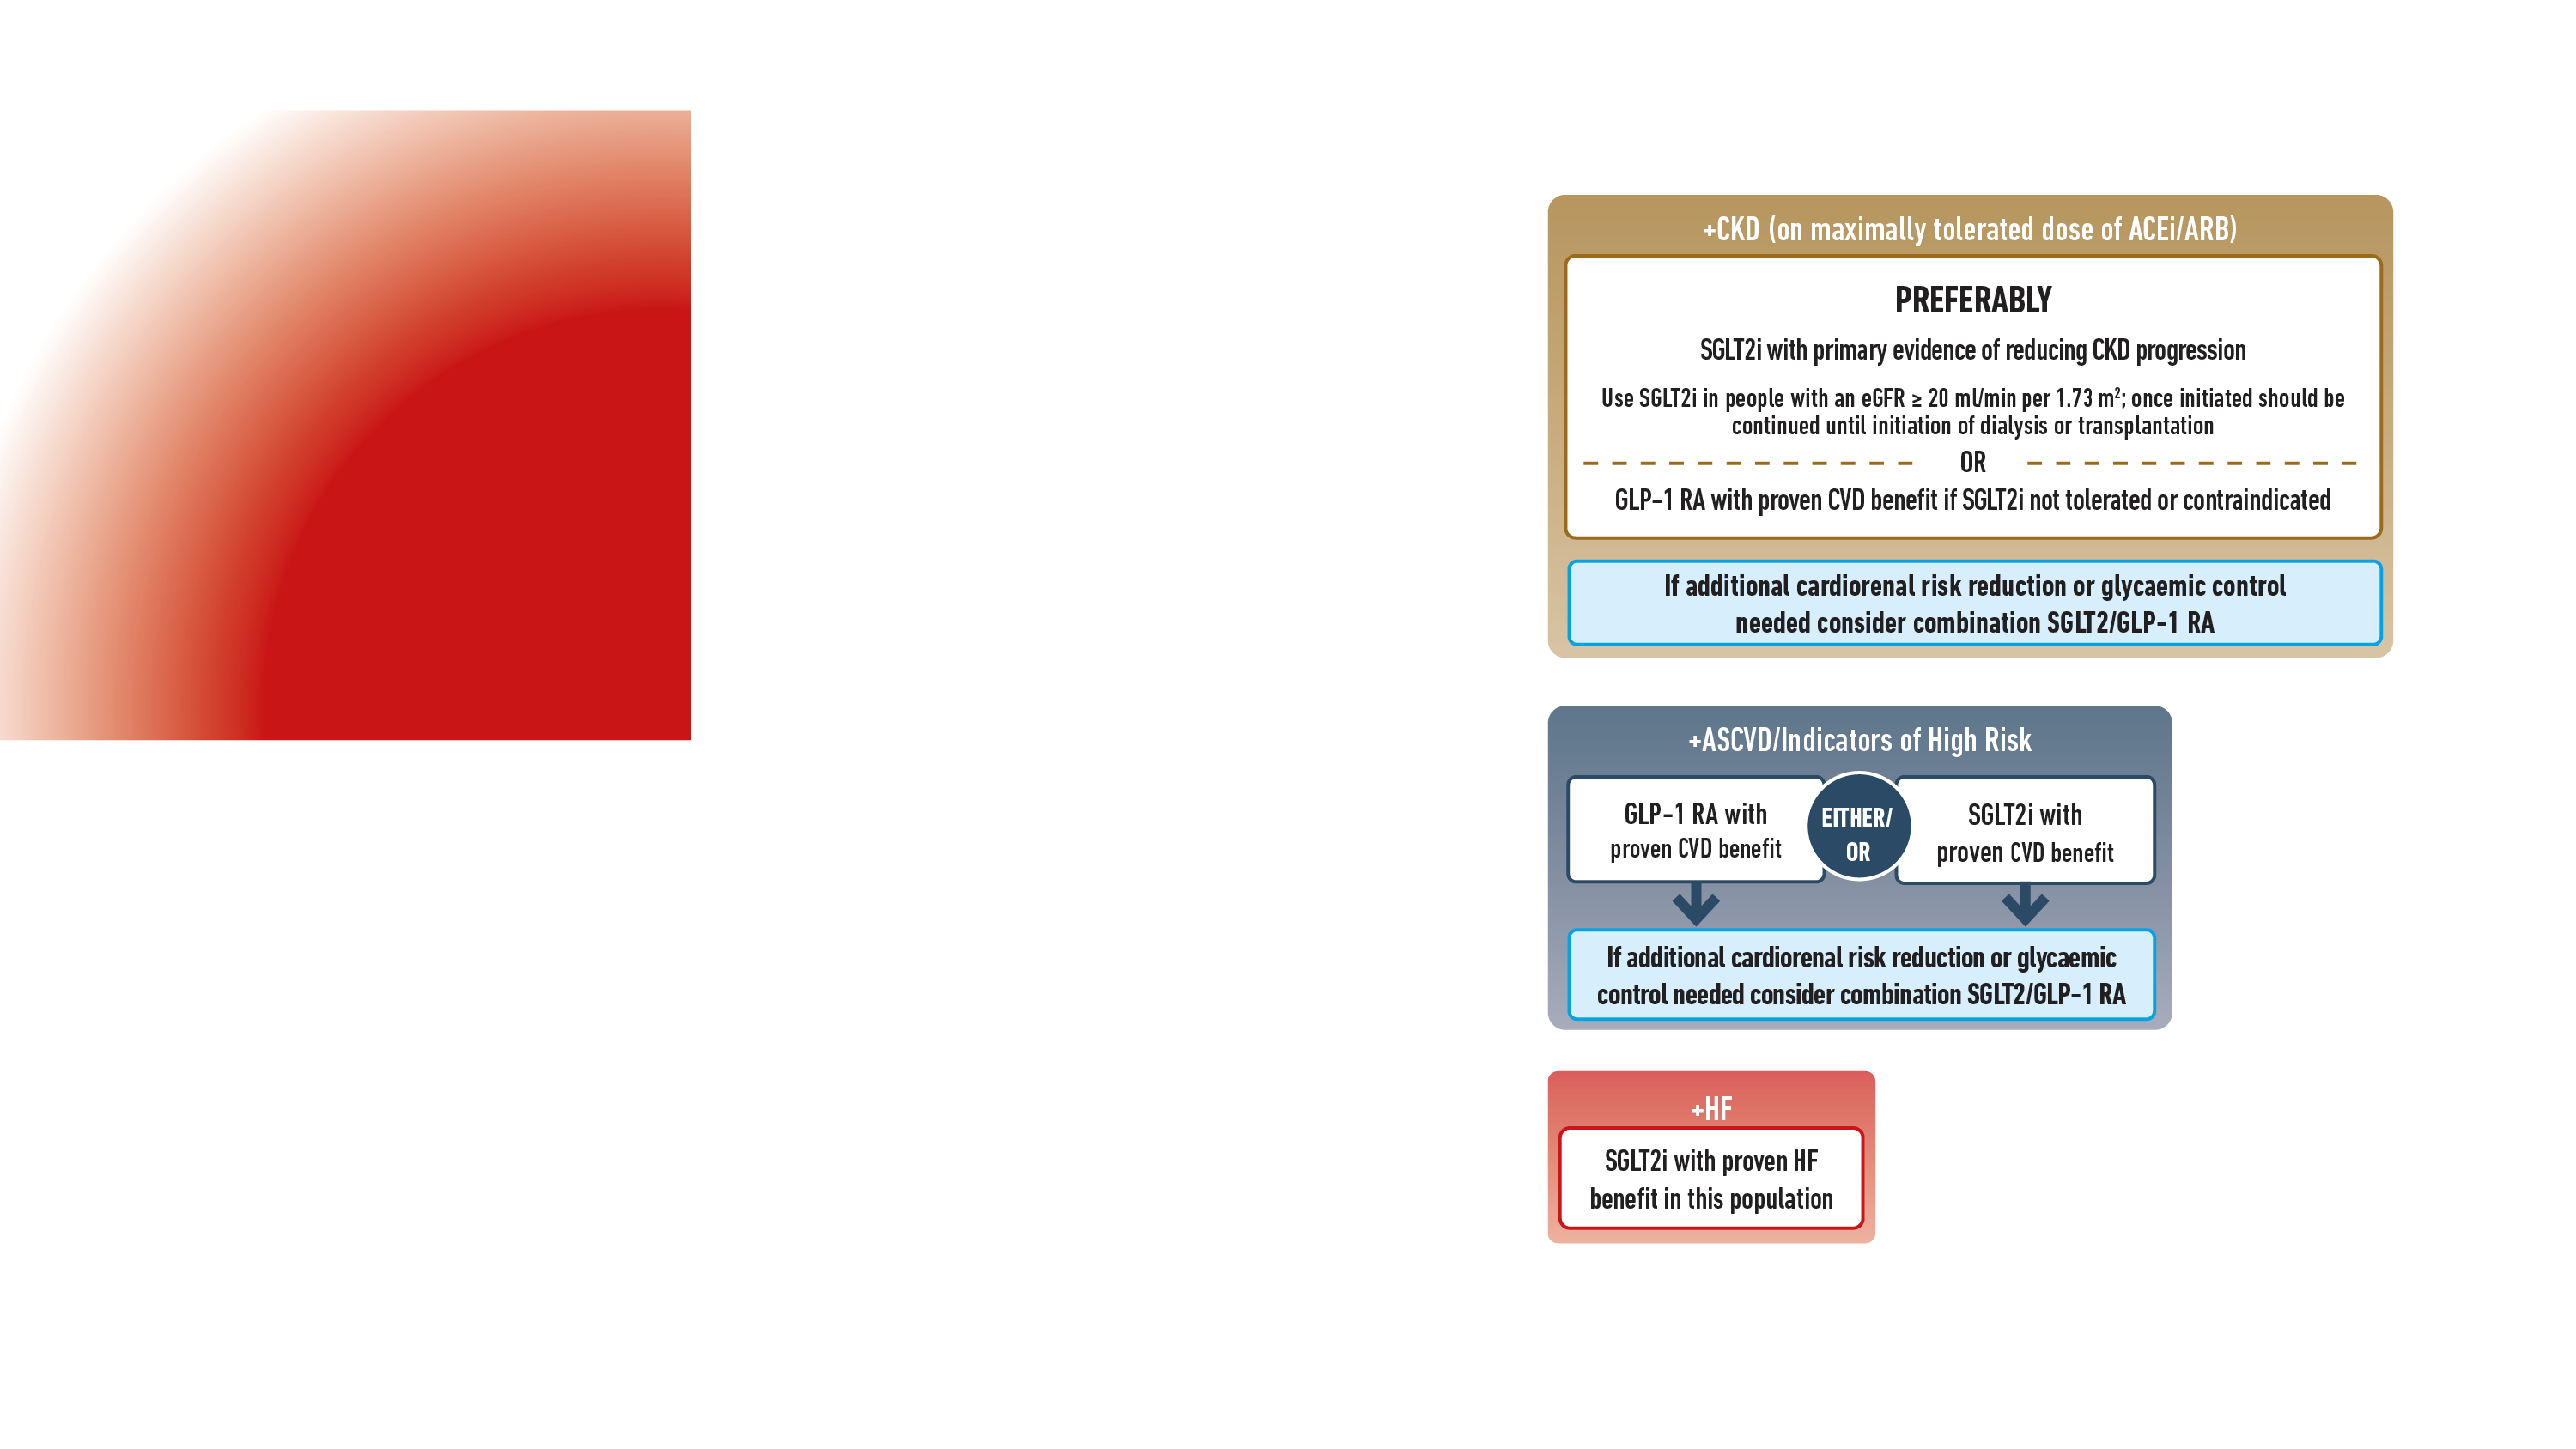 +CKD (on maximally tolerated dose of ACEi/ARB)
PREFERABLY
SGLT2i with primary evidence of reducing CKD progression
Use SGLT2i in people with an eGFR ≥ 20 ml/min per 1.73 m²; once initiated should be
continued until initiation of dialysis or transplantation
OR
GLP-1 RA with proven CVD benefit if SGLT2i not tolerated or contraindicated
If additional cardiorenal risk reduction or glycaemic control
needed consider combination SGLT2/GLP-1 RA
+ASCVD/Indicators of High Risk
GLP-1 RA with
proven CVD benefit
EITHER/
OR
SGLT2i with
proven CVD benefit
If additional cardiorenal risk reduction or glycaemic
control needed consider combination SGLT2/GLP-1 RA
+HF
SGLT2i with proven HF
benefit in this population